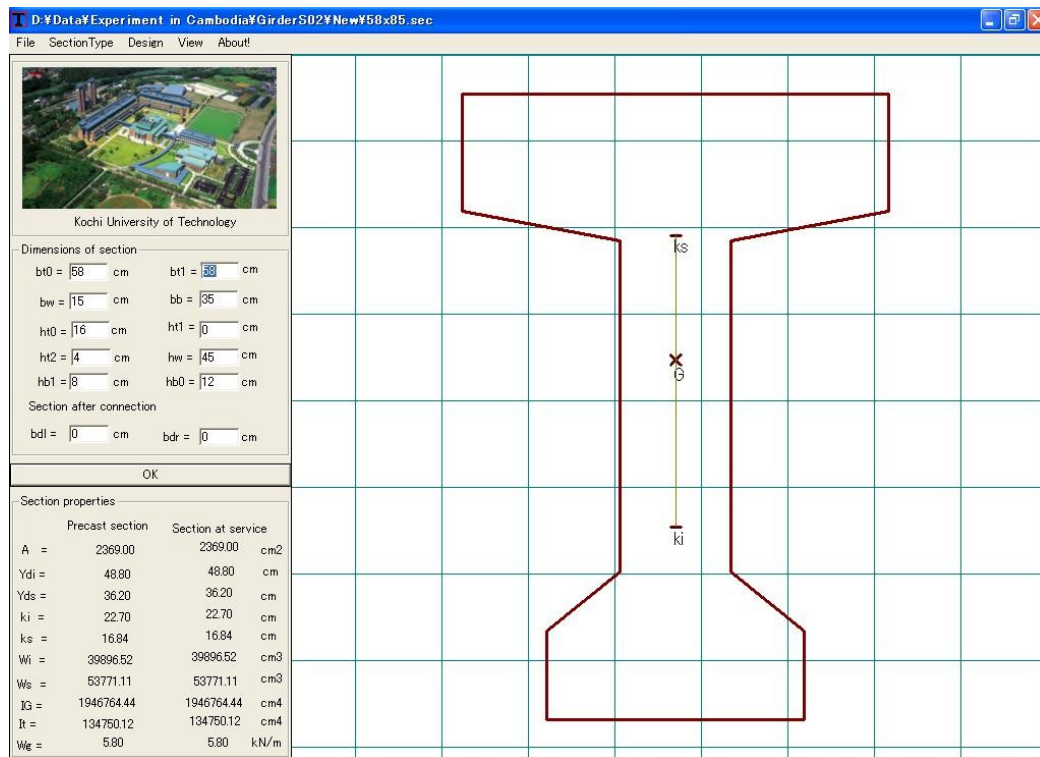 D:¥Data¥Experiment in Cambodia¥GirderS02¥New¥58x85.sec
File SectionType Design View About!
Kochi University of Technology
Dimensions of section
bt0 = 58 cm bt1 = 58 cm
bw = 15 cm bb = 35 cm
ht0 = 16 cm ht1 = 0 cm
ht2 = 4 cm hw = 45 cm
hb1 = 8 cm hb0 = 12 cm
Section after connection
bdl = 0 cm bdr = 0 cm
OK
Section properties
Precast section Section at service
A = 2369.00 2369.00 cm2
Ydi = 48.80 48.80 cm
Yds = 36.20 36.20 cm
ki = 22.70 22.70 cm
ks = 16.84 16.84 cm
Wi = 39896.52 39896.52 cm3
Ws = 53771.11 53771.11 cm3
IG = 1946764.44 1946764.44 cm4
It = 134750.12 134750.12 cm4
Wg = 5.80 5.80 kN/m
ks
G
ki